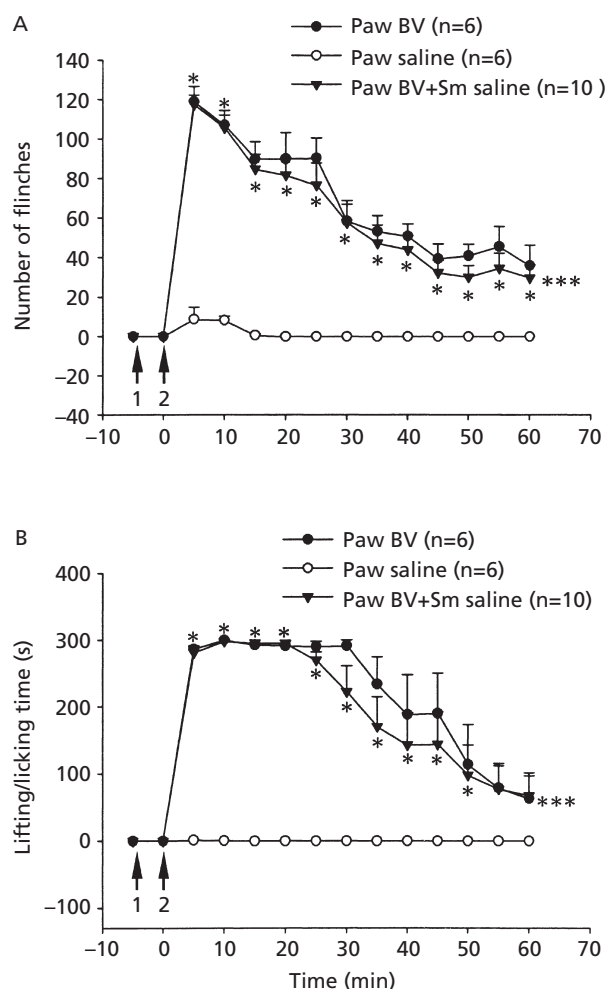 A
Paw BV (n=6)
Paw saline (n=6)
Paw BV+Sm saline (n=10 )
Number of flinches
140
120
100
80
60
40
20
0
−20
−40
* *
* * * * * * * * * * ***
1 2
−10 0 10 20 30 40 50 60 70
B
Paw BV (n=6)
Paw saline (n=6)
Paw BV+Sm saline (n=10)
Lifting/licking time (s)
400
300
200
100
0
−100
* * * *
* * * * * * ***
1 2
−10 0 10 20 30 40 50 60 70
Time (min)